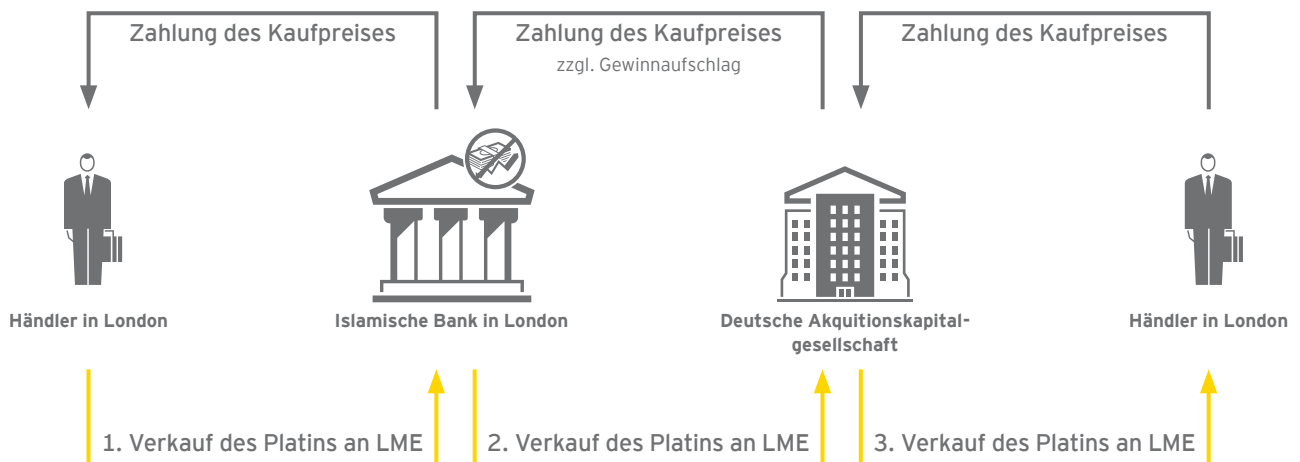 Zahlung des Kaufpreises
Zahlung des Kaufpreises
zzgl. Gewinnaufschlag
Zahlung des Kaufpreises
Händler in London
Islamische Bank in London
Deutsche Akquitionskapital-
gesellschaft
Händler in London
1. Verkauf des Platins an LME
2. Verkauf des Platins an LME
3. Verkauf des Platins an LME